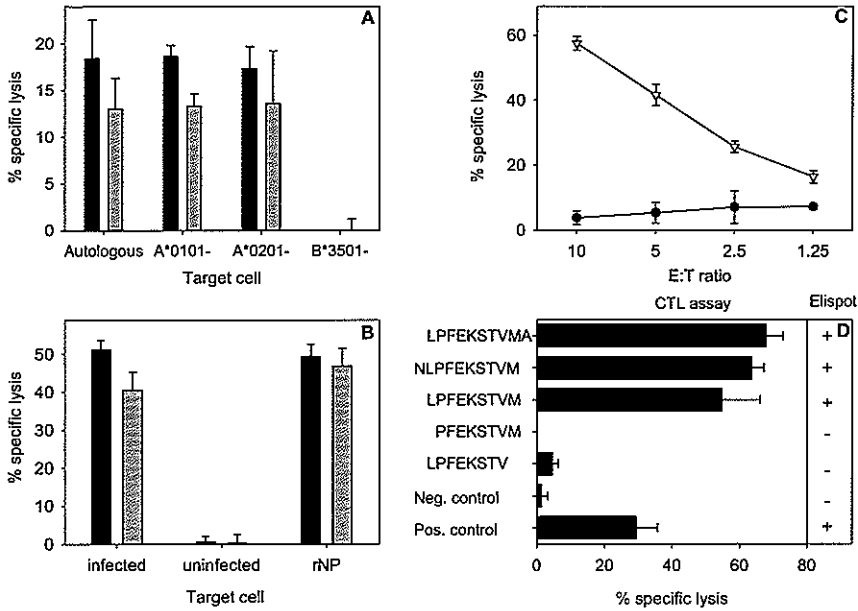 A
% specific lysis
20
15
10
5
0
Autologous A*0101- A*0201- B*3501-
Target cell
B
% specific lysis
50
40
30
20
10
0
infected uninfected rNP
Target cell
C
% specific lysis
60
40
20
0
10 5 2.5 1.25
E:T ratio
CTL assay Elispot
D
LPFEKSTVMA +
NLPFEKSTVM +
LPFEKSTVM +
PFEKSTVM -
LPFEKSTV -
Neg. control -
Pos. control +
0 20 40 60 80
% specific lysis